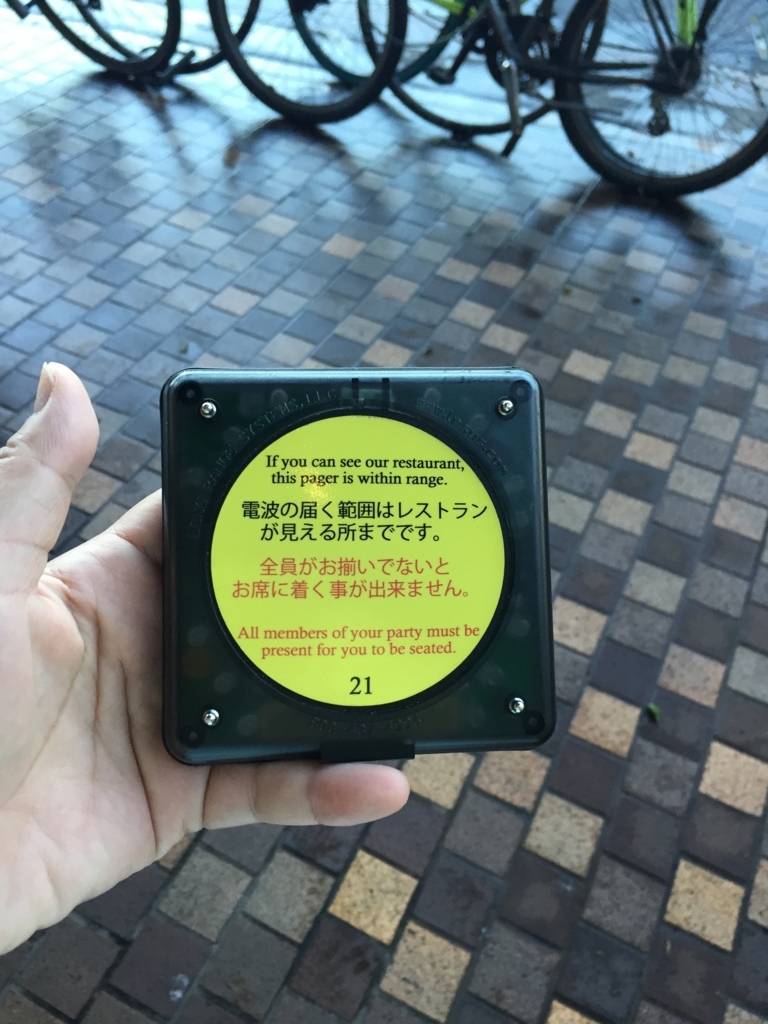 If you can see our restaurant,
this pager is within range.
電波の届く範囲はレストラン
が見える所までです。
全員がお揃いでないと
お席に着く事が出来ません。
All members of your party must be
present for you to be seated.
21